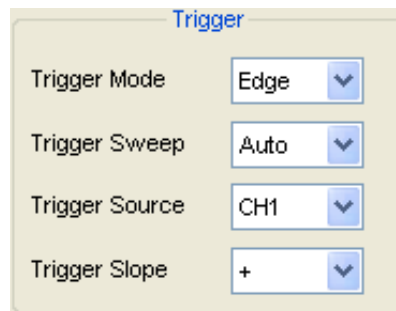 Trigger
Trigger Mode Edge
Trigger Sweep Auto
Trigger Source CH1
Trigger Slope +